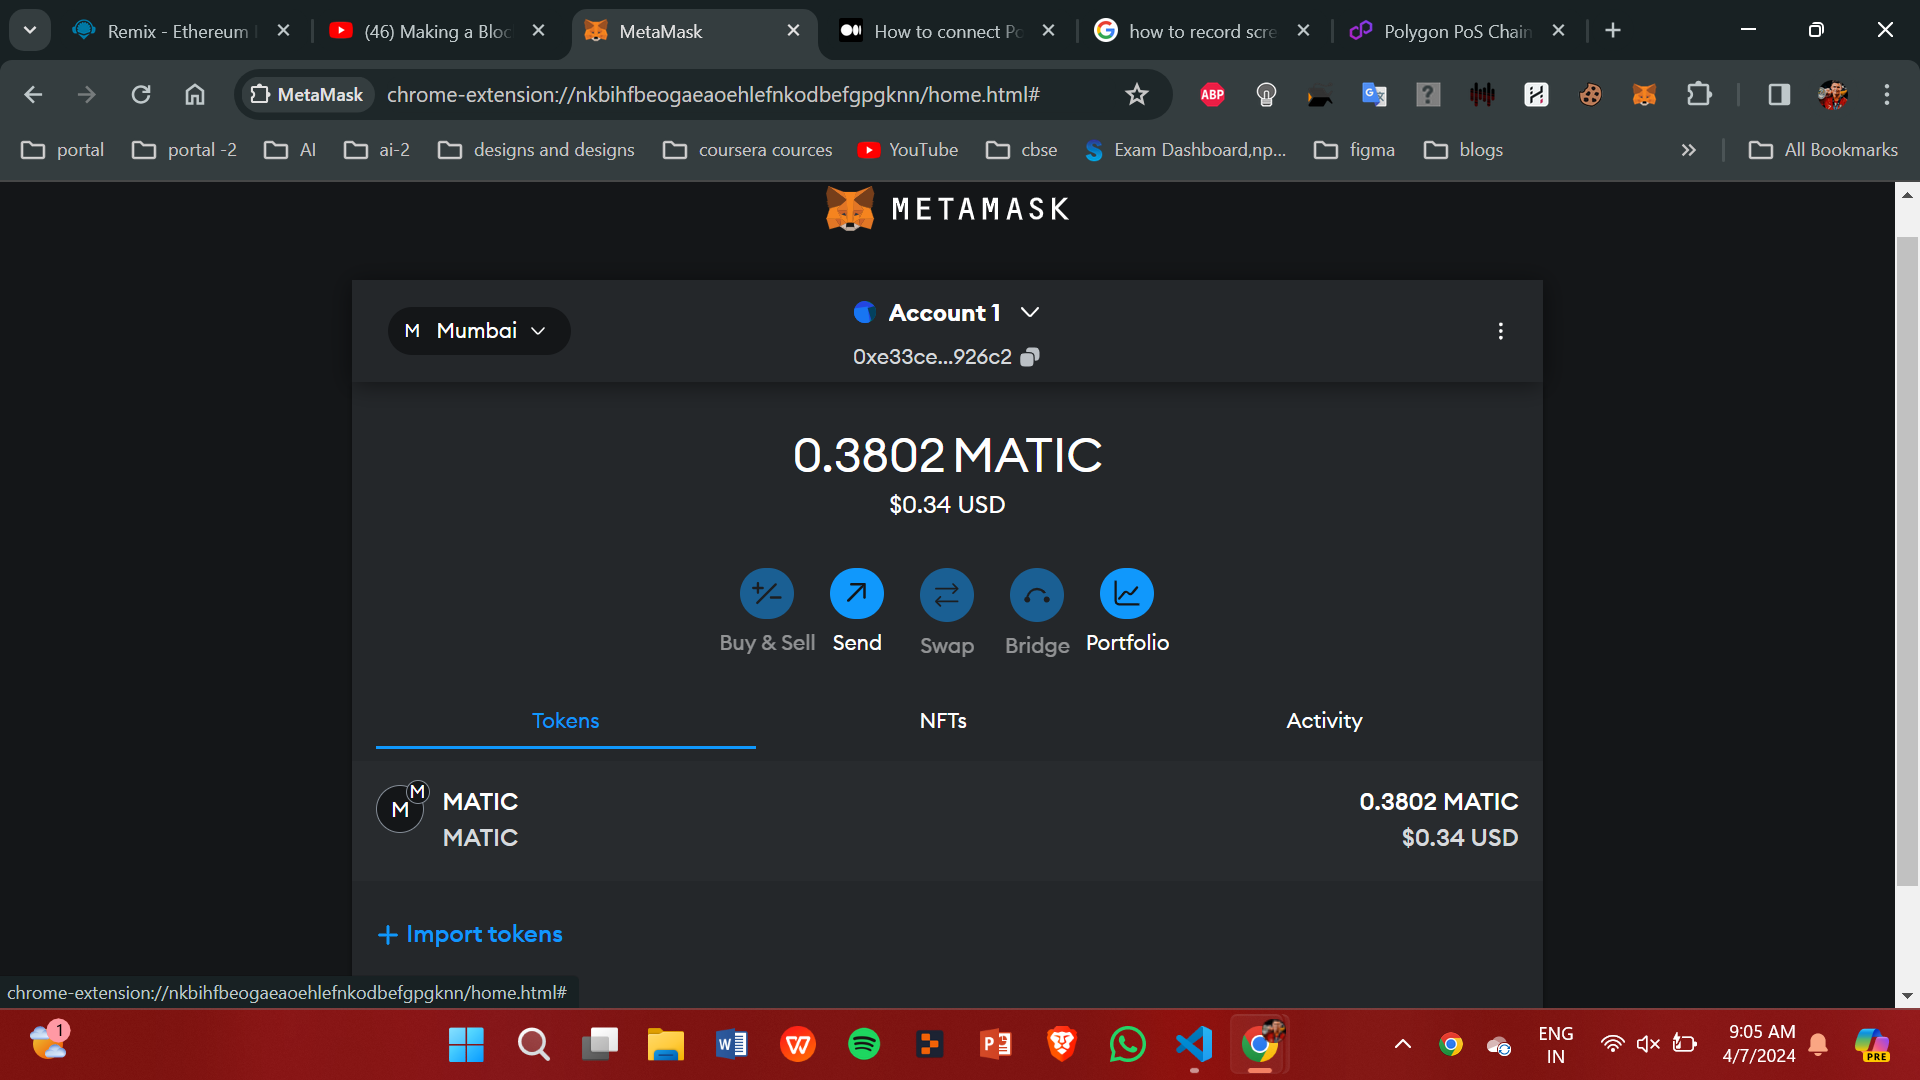 Remix - Ethereum
(46) Making a Bloc
MetaMask
How to connect Po
how to record scre
Polygon PoS Chain
MetaMask
chrome-extension://nkbihfbeogaeaoehlefnkodbefgpgknn/home.html#
ABP
portal
portal -2
AI
ai-2
designs and designs
coursera cources
YouTube
cbse
Exam Dashboard,np...
figma
blogs
All Bookmarks
METAMASK
M Mumbai
Account 1
0xe33ce...926c2
0.3802 MATIC
$0.34 USD
Buy & Sell
Send
Swap
Bridge
Portfolio
Tokens
NFTs
Activity
M
M
MATIC
0.3802 MATIC
MATIC
$0.34 USD
+ Import tokens
chrome-extension://nkbihfbeogaeaoehlefnkodbefgpgknn/home.html#
1
ENG
IN
9:05 AM
4/7/2024
PRE